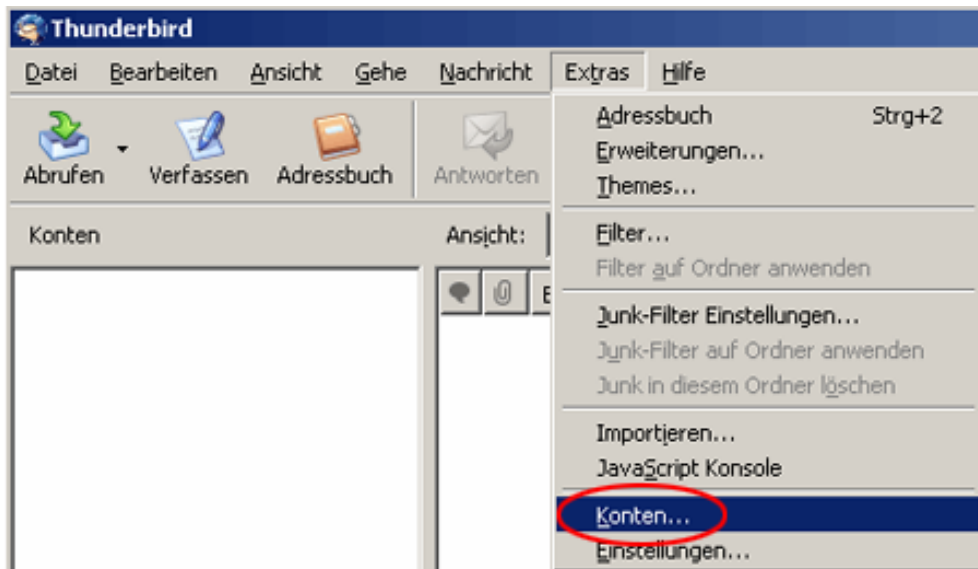 Thunderbird
Datei Bearbeiten Ansicht Gehe Nachricht Extras Hilfe
Abrufen Verfassen Adressbuch Antworten
Konten Ansicht:
Adressbuch Strg+2
Erweiterungen...
Themes...
Filter...
Filter auf Ordner anwenden
Junk-Filter Einstellungen...
Junk-Filter auf Ordner anwenden
Junk in diesem Ordner löschen
Importieren...
JavaScript Konsole
Konten...
Einstellungen...